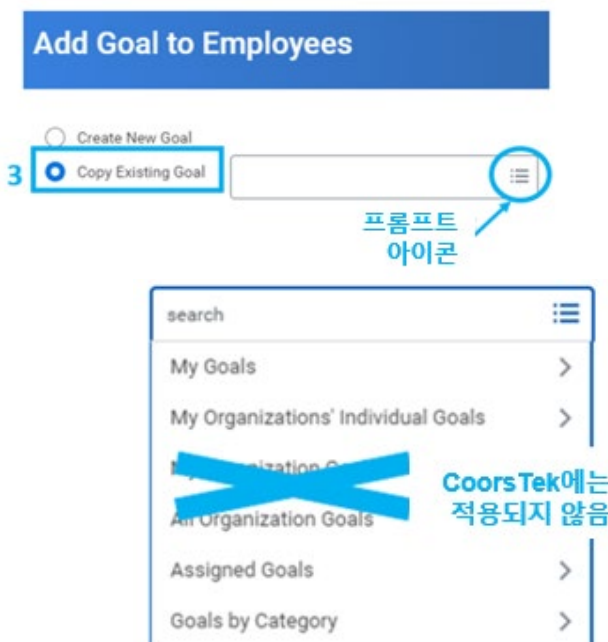 Add Goal to Employees
Create New Goal
3 Copy Existing Goal
프롬프트
아이콘
search
My Goals
My Organizations' Individual Goals
CoorsTek에는
적용되지 않음
All Organization Goals
Assigned Goals
Goals by Category